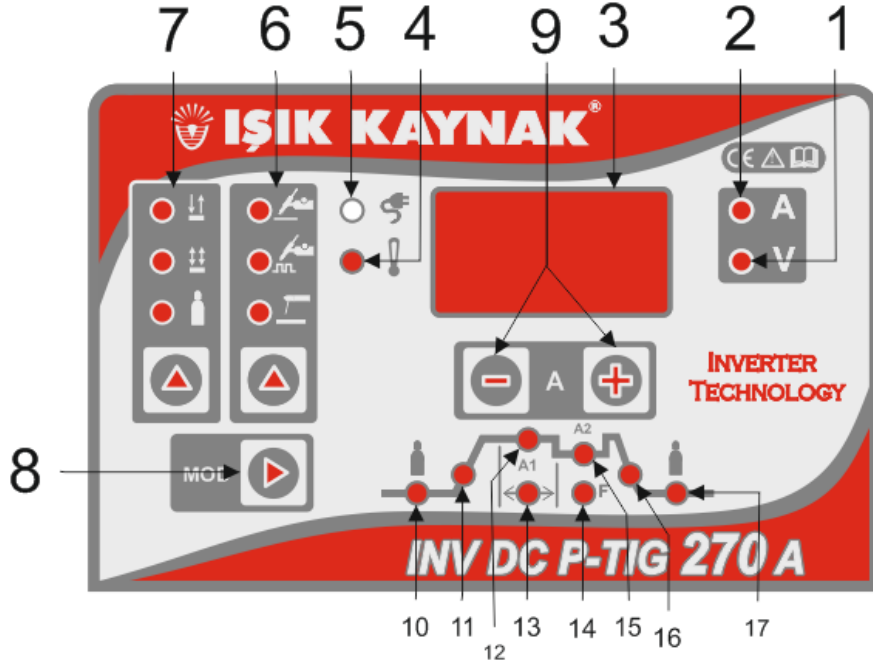 7 6 5 4 9 3 2 1
IŞIK KAYNAK®
CE
A
V
A
INVERTER
TECHNOLOGY
8
MOD
A2
A1
F
INV DC P-TIG 270 A
10 11 12 13 14 15 16 17